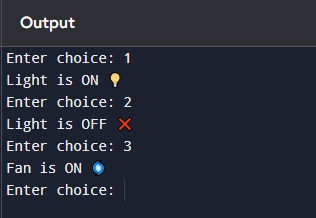 Output
Enter choice: 1
Light is ON 💡
Enter choice: 2
Light is OFF ❌
Enter choice: 3
Fan is ON 🌀
Enter choice: